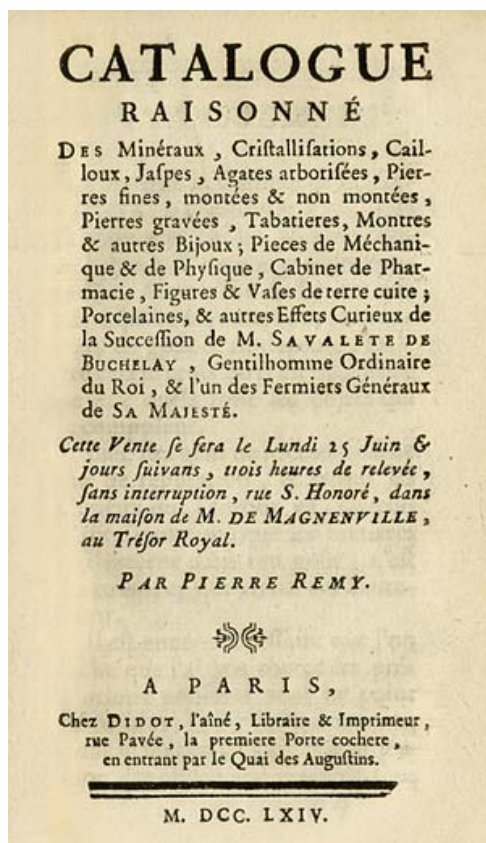 CATALOGUE
RAISONNÉ
DES Minéraux, Criſtalliſations, Cail-
loux, Jaſpes, Agates arboriſées, Pier-
res fines, montées & non montées,
Pierres gravées, Tabatieres, Montres
& autres Bijoux; Pieces de Méchani-
que & de Phyſique, Cabinet de Phar-
macie, Figures & Vaſes de terre cuite;
Porcelaines, & autres Effets Curieux de
la Succeſſion de M. SAVALETE DE
BUCHELAY, Gentilhomme Ordinaire
du Roi, & l'un des Fermiers Généraux
de SA MAJESTÉ.
Cette Vente ſe fera le Lundi 25 Juin &
jours ſuivans, trois heures de relevée,
ſans interruption, rue S. Honoré, dans
la maiſon de M. DE MAGNENVILLE,
au Tréſor Royal.
PAR PIERRE REMY.
A PARIS,
Chez DIDOT, l'aîné, Libraire & Imprimeur,
rue Pavée, la premiere Porte cochere,
en entrant par le Quai des Auguſtins.
M. DCC. LXIV.